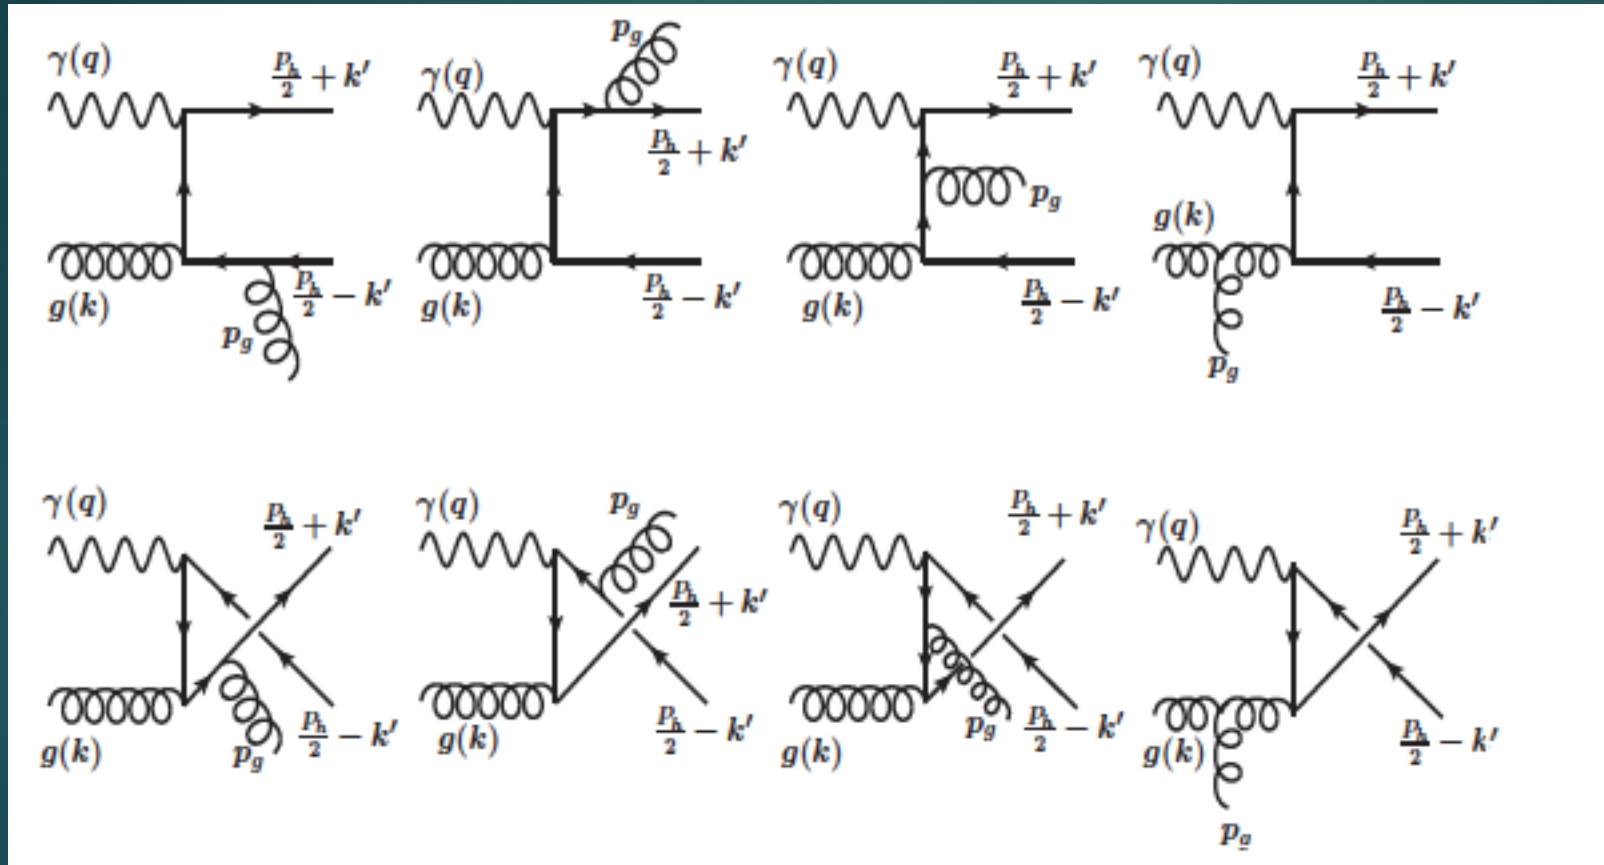 γ(q) P_h/2 + k′ γ(q) p_g P_h/2 + k′ γ(q) P_h/2 + k′ γ(q) P_h/2 + k′
g(k) p_g P_h/2 − k′ g(k) P_h/2 − k′ g(k) p_g P_h/2 − k′ g(k) p_g P_h/2 − k′
γ(q) P_h/2 + k′ γ(q) p_g P_h/2 + k′ γ(q) P_h/2 + k′ γ(q) P_h/2 + k′
g(k) p_g P_h/2 − k′ g(k) P_h/2 − k′ g(k) p_g P_h/2 − k′ g(k) p_g P_h/2 − k′